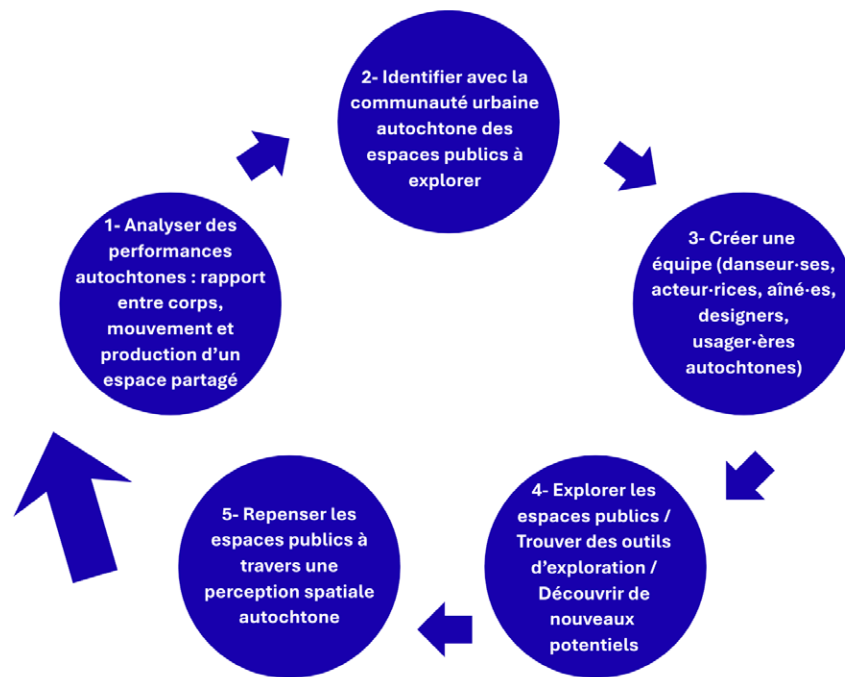 1- Analyser des
performances
autochtones : rapport
entre corps,
mouvement et
production d’un
espace partagé
2- Identifier avec la
communauté urbaine
autochtone des
espaces publics à
explorer
3- Créer une
équipe (danseur·ses,
acteur·rices, aîné·es,
designers,
usager·ères
autochtones)
4- Explorer les
espaces publics /
Trouver des outils
d’exploration /
Découvrir de
nouveaux
potentiels
5- Repenser les
espaces publics à
travers une
perception spatiale
autochtone